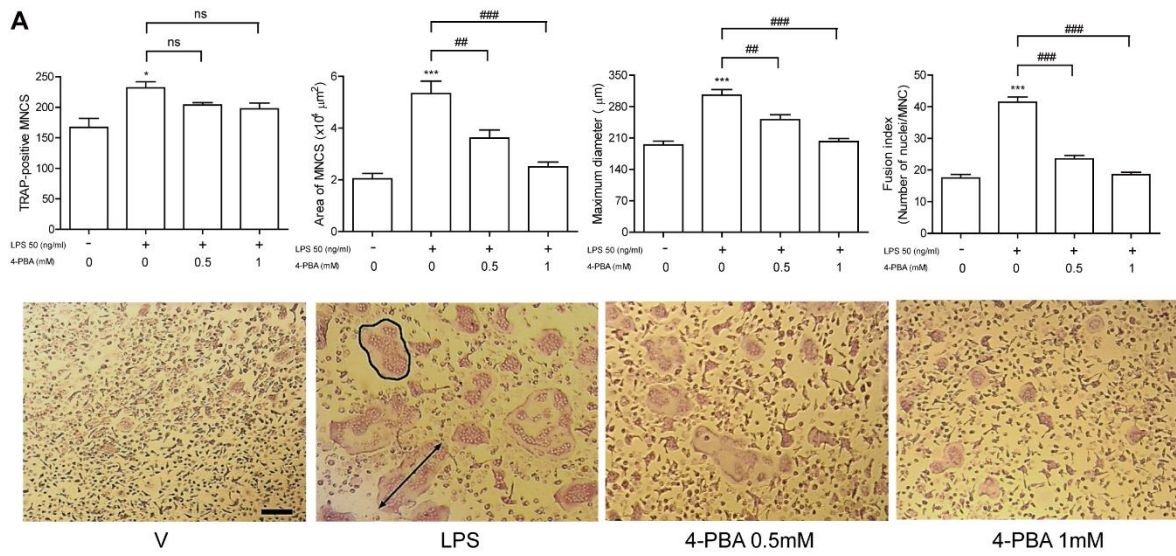 A
ns
ns
*
TRAP-positive MNCS
250
200
150
100
50
0
LPS 50 (ng/ml) - + + +
4-PBA (mM) 0 0 0.5 1
###
##
***
Area of MNCS (x10⁴ µm²)
6
4
2
0
LPS 50 (ng/ml) - + + +
4-PBA (mM) 0 0 0.5 1
###
##
***
Maximum diameter ( µm)
350
280
210
140
70
0
LPS 50 (ng/ml) - + + +
4-PBA (mM) 0 0 0.5 1
###
###
***
Fusion index
(Number of nuclei/MNC)
50
40
30
20
10
0
LPS 50 (ng/ml) - + + +
4-PBA (mM) 0 0 0.5 1
V
LPS
4-PBA 0.5mM
4-PBA 1mM